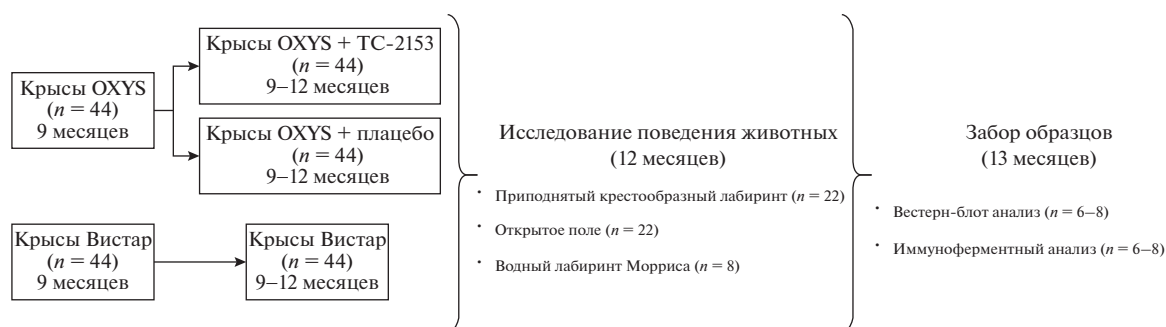 Крысы OXYS
(n = 44)
9 месяцев
Крысы OXYS + TC-2153
(n = 44)
9–12 месяцев
Крысы OXYS + плацебо
(n = 44)
9–12 месяцев
Крысы Вистар
(n = 44)
9 месяцев
Крысы Вистар
(n = 44)
9–12 месяцев
Исследование поведения животных
(12 месяцев)
· Приподнятый крестообразный лабиринт (n = 22)
· Открытое поле (n = 22)
· Водный лабиринт Морриса (n = 8)
Забор образцов
(13 месяцев)
· Вестерн-блот анализ (n = 6–8)
· Иммуноферментный анализ (n = 6–8)